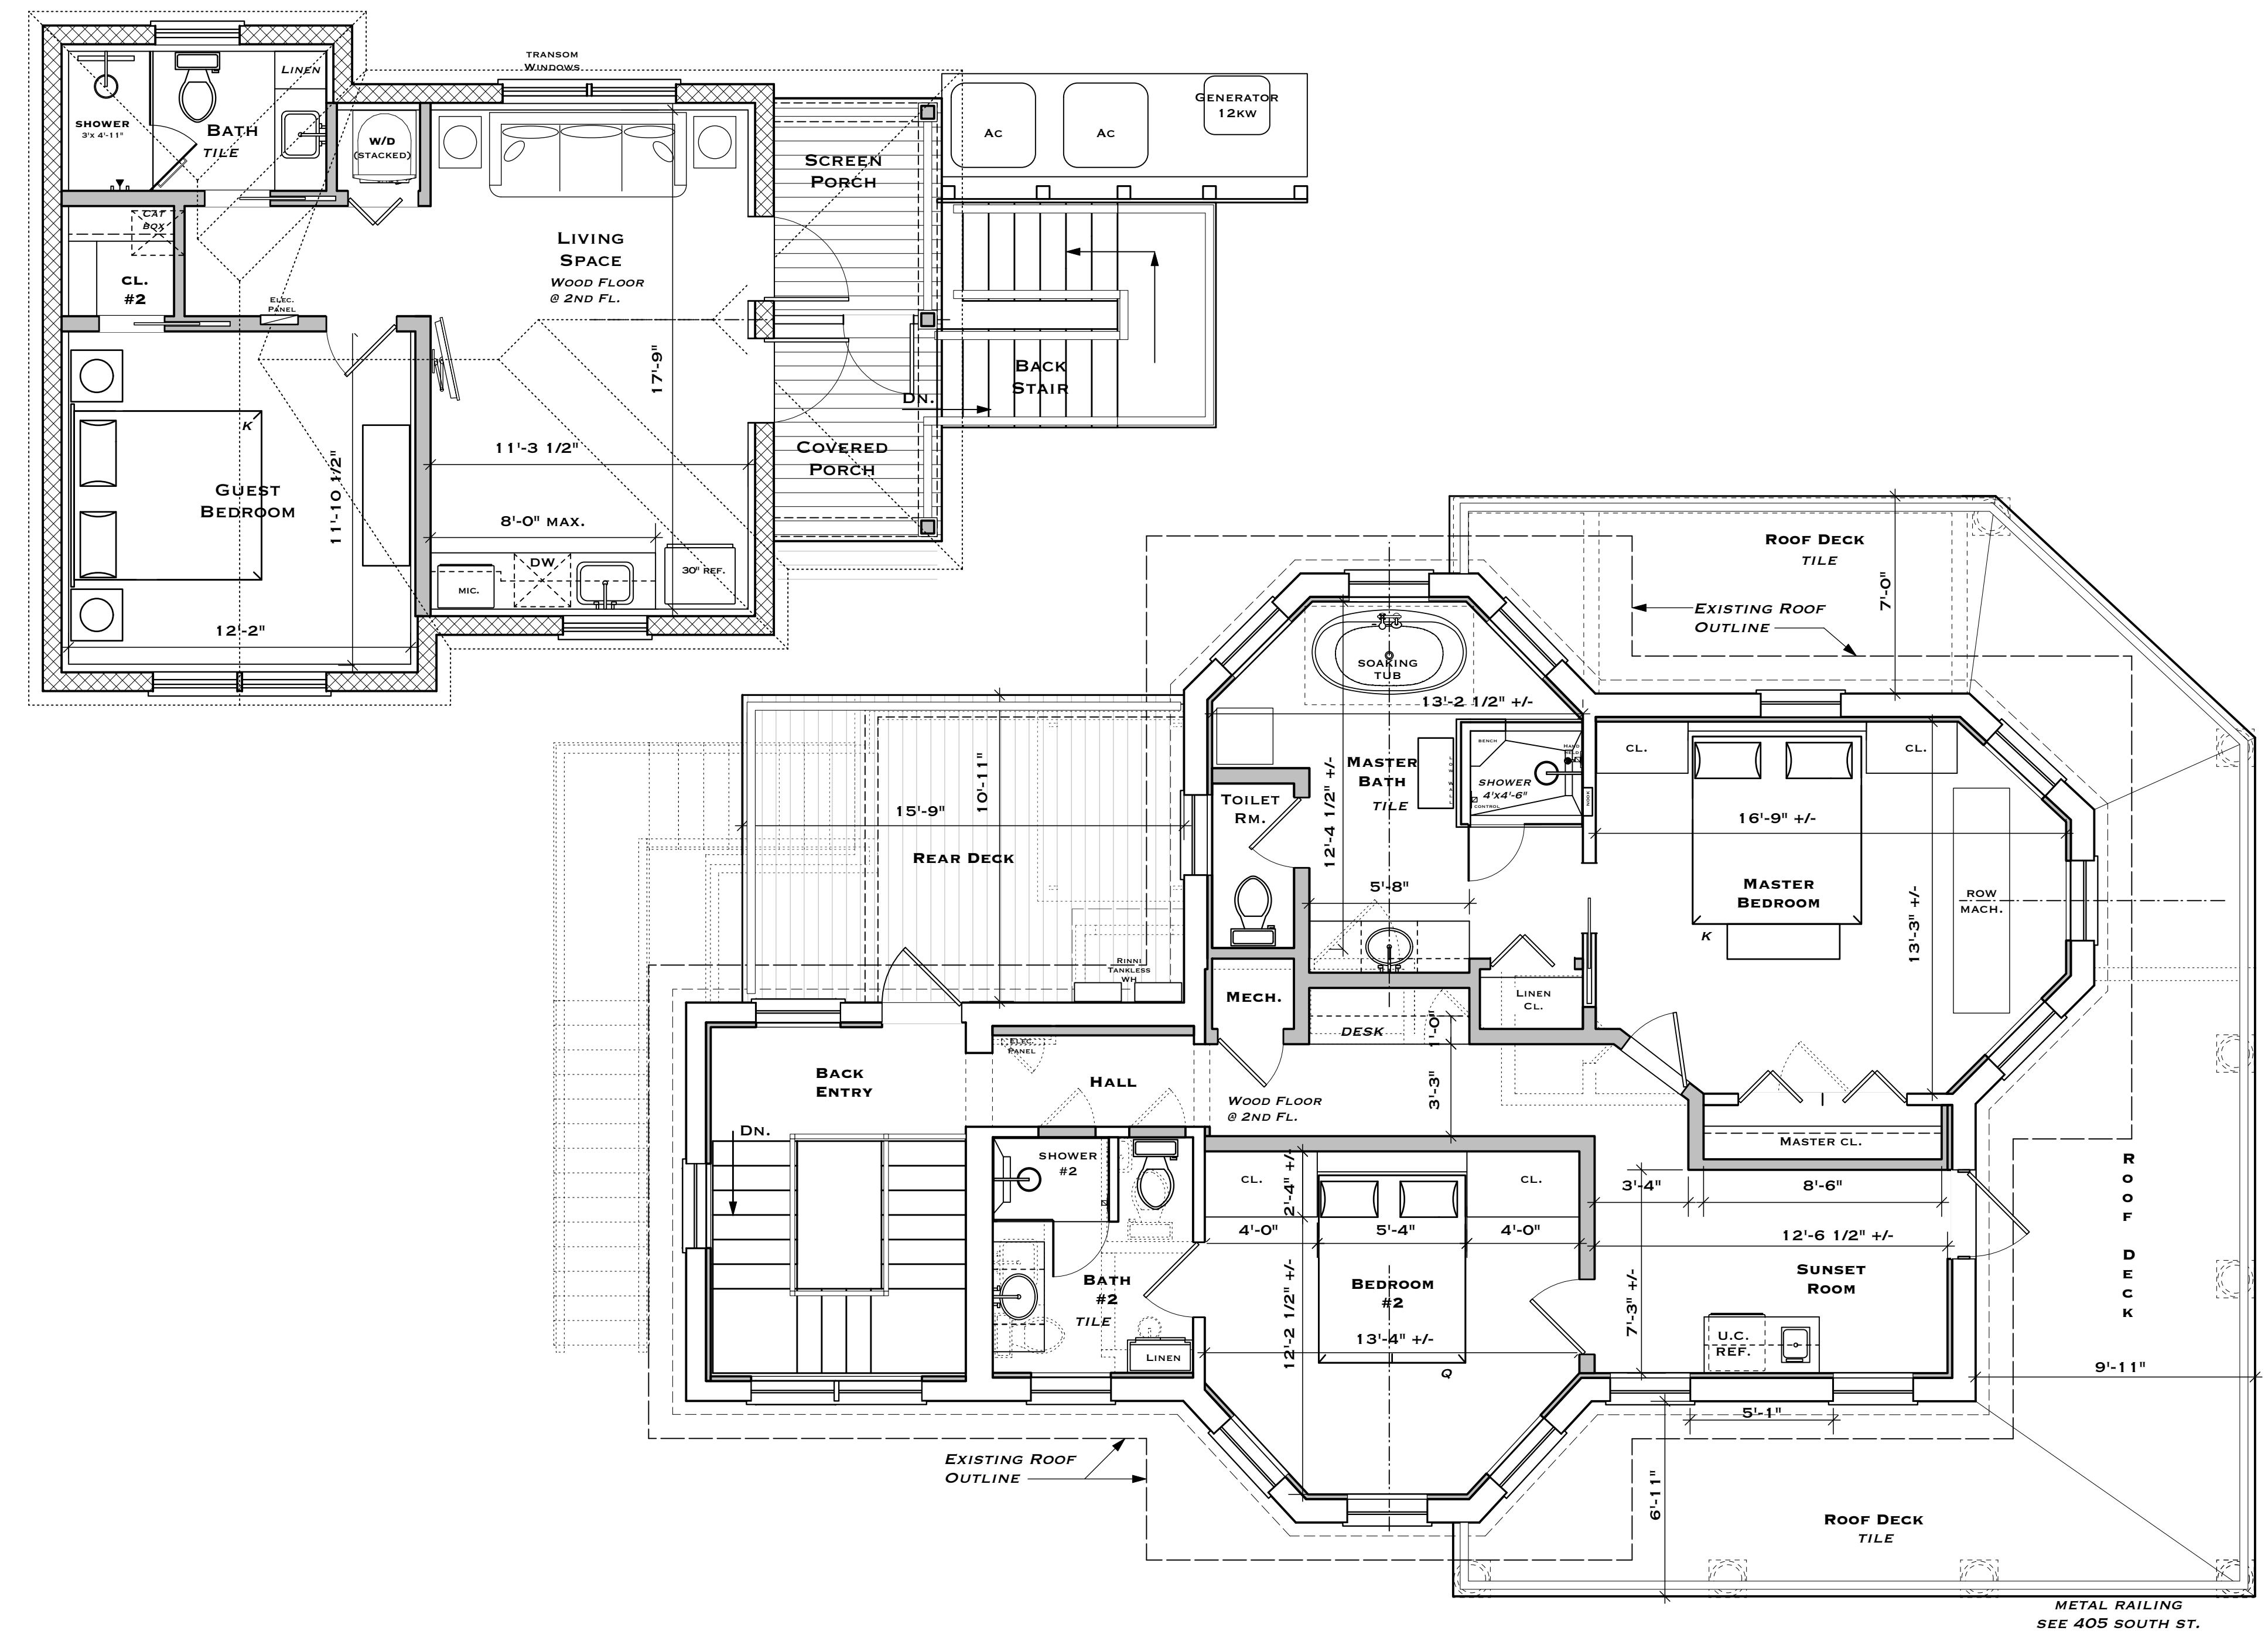 TRANSOM
WINDOWS
LINEN
SHOWER
3'x 4'-11"
BATH
TILE
W/D
(STACKED)
SCREEN
PORCH
AC
AC
GENERATOR
12KW
CAT
BOX
CL.
#2
ELEC.
PANEL
LIVING
SPACE
WOOD FLOOR
@ 2ND FL.
17'-9"
BACK
STAIR
DN.
K
11'-3 1/2"
COVERED
PORCH
GUEST
BEDROOM
11'-10 1/2"
8'-0" MAX.
MIC.
DW
30" REF.
12'-2"
ROOF DECK
TILE
7'-0"
EXISTING ROOF
OUTLINE
SOAKING
TUB
13'-2 1/2" +/-
10'-11"
15'-9"
REAR DECK
TOILET
RM.
12'-4 1/2" +/-
MASTER
BATH
TILE
BENCH
HAND
HELD
SHOWER
4'X4'-6"
CONTROL
NOOK
CL.
CL.
16'-9" +/-
MASTER
BEDROOM
ROW
MACH.
13'-3" +/-
K
5'-8"
RINNI
TANKLESS
WH
MECH.
DESK
LINEN
CL.
1'-0"
BACK
ENTRY
ELEC.
PANEL
HALL
WOOD FLOOR
@ 2ND FL.
3'-3"
MASTER CL.
DN.
SHOWER
#2
CL.
2'-4" +/-
CL.
4'-0"
5'-4"
4'-0"
3'-4"
8'-6"
12'-6 1/2" +/-
ROOF DECK
BATH
#2
TILE
LINEN
BEDROOM
#2
12'-2 1/2" +/-
13'-4" +/-
Q
SUNSET
ROOM
7'-3" +/-
U.C.
REF.
9'-11"
5'-1"
EXISTING ROOF
OUTLINE
6'-11"
ROOF DECK
TILE
METAL RAILING
SEE 405 SOUTH ST.